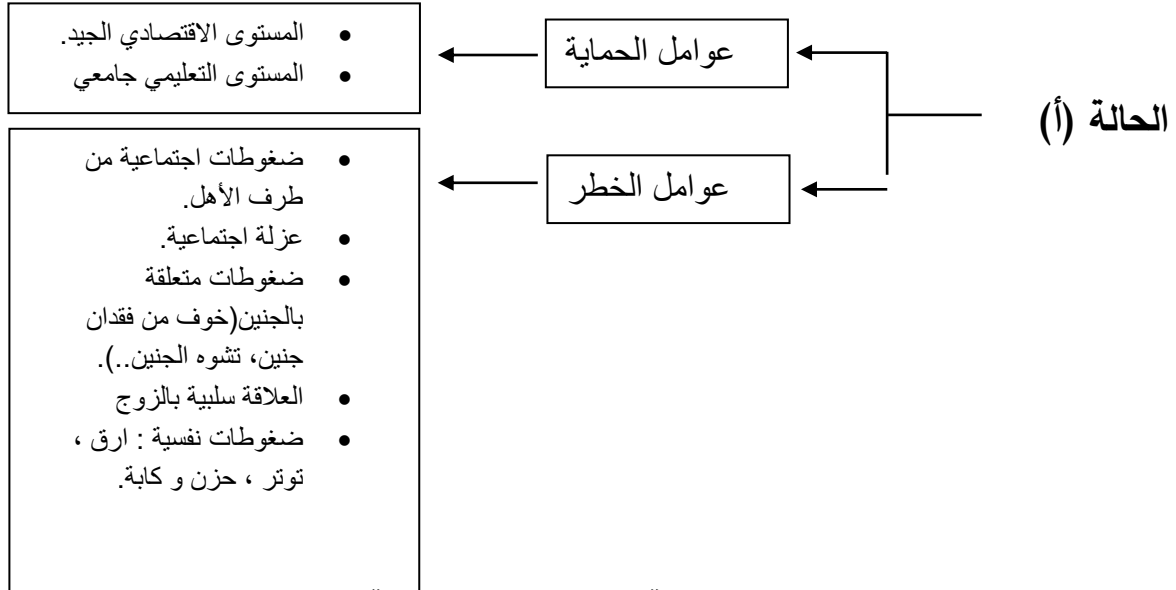 الحالة (أ)
عوامل الحماية
• المستوى الاقتصادي الجيد.
• المستوى التعليمي جامعي
عوامل الخطر
• ضغوطات اجتماعية من
طرف الأهل.
• عزلة اجتماعية.
• ضغوطات متعلقة
بالجنين(خوف من فقدان
جنين، تشوه الجنين..).
• العلاقة سلبية بالزوج
• ضغوطات نفسية : ارق ،
توتر ، حزن و كابة.